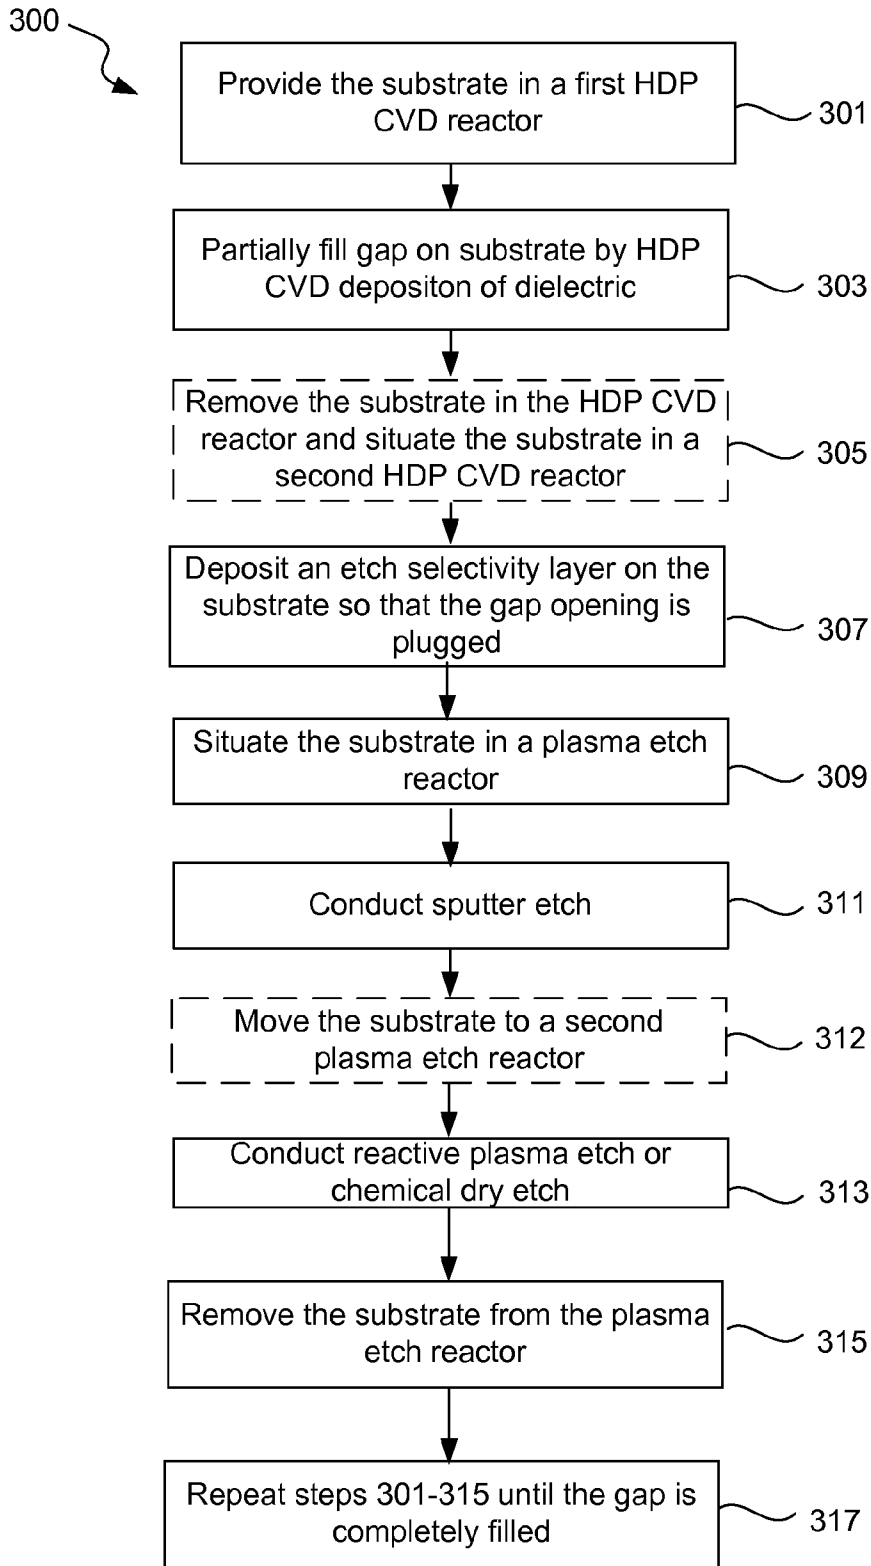 300
Provide the substrate in a first HDP
CVD reactor
301
Partially fill gap on substrate by HDP
CVD depositon of dielectric
303
Remove the substrate in the HDP CVD
reactor and situate the substrate in a
second HDP CVD reactor
305
Deposit an etch selectivity layer on the
substrate so that the gap opening is
plugged
307
Situate the substrate in a plasma etch
reactor
309
Conduct sputter etch
311
Move the substrate to a second
plasma etch reactor
312
Conduct reactive plasma etch or
chemical dry etch
313
Remove the substrate from the plasma
etch reactor
315
Repeat steps 301-315 until the gap is
completely filled
317